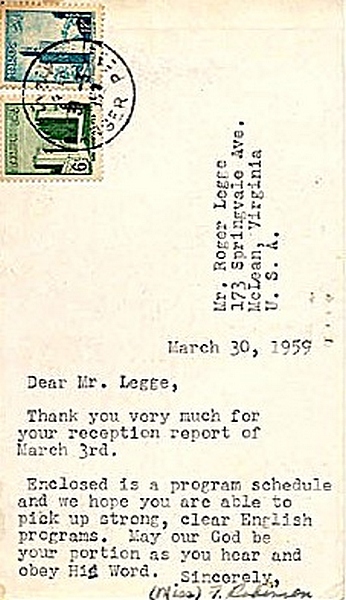 Mr. Roger Legge
173 Springvale Ave.
McLean, Virginia
U. S. A.
March 30, 1959
Dear Mr. Legge,
Thank you very much for
your reception report of
March 3rd.
Enclosed is a program schedule
and we hope you are able to
pick up strong, clear English
programs. May our God be
your portion as you hear and
obey His Word. Sincerely,
(Miss) T. Robinson